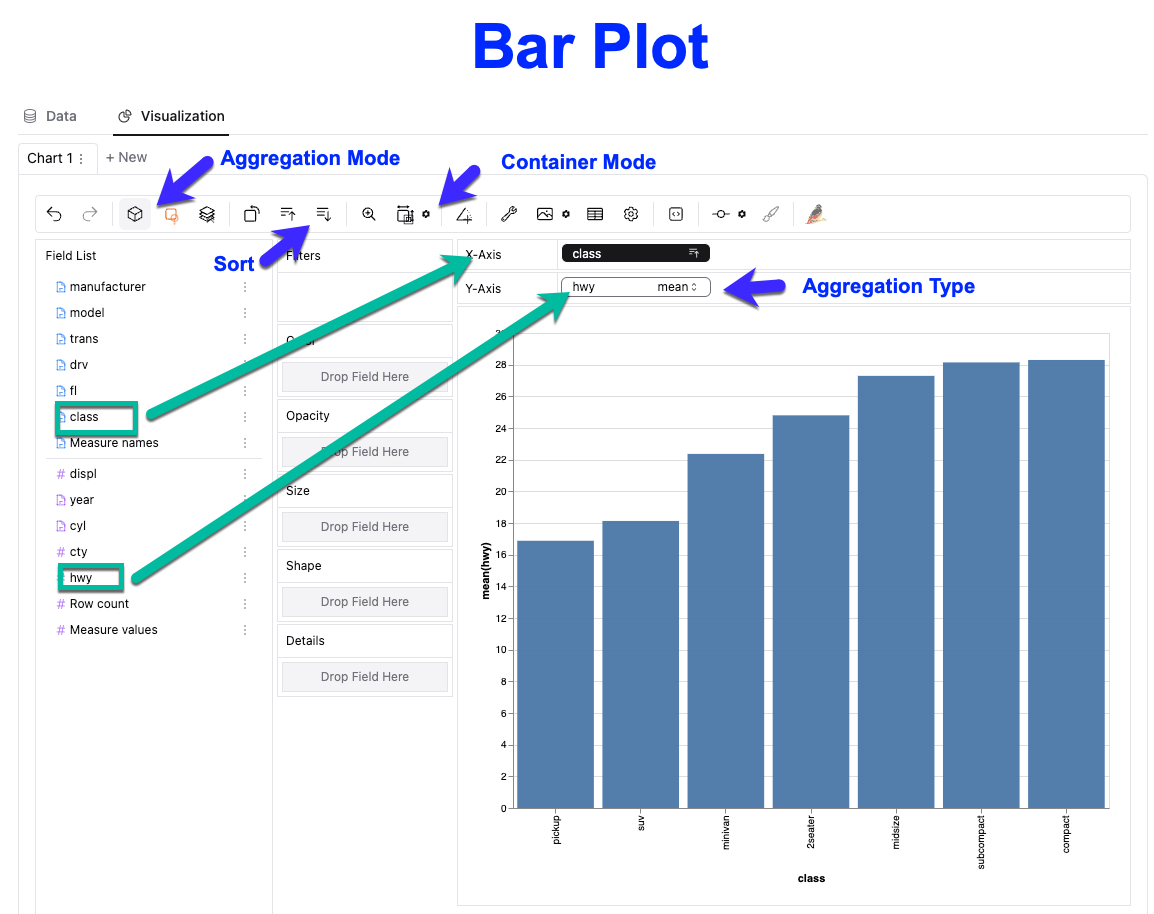 Bar Plot
Data
Visualization
Chart 1
+ New
Aggregation Mode
Container Mode
Sort
Field List
manufacturer
model
trans
drv
fl
class
Measure names
displ
year
cyl
cty
hwy
Row count
Measure values
Filters
Color
Drop Field Here
Opacity
Drop Field Here
Size
Drop Field Here
Shape
Drop Field Here
Details
Drop Field Here
X-Axis
class
Y-Axis
hwy mean
Aggregation Type
28
26
24
22
20
18
16
14
12
10
8
6
4
2
0
mean(hwy)
pickup
suv
minivan
2seater
midsize
subcompact
compact
class